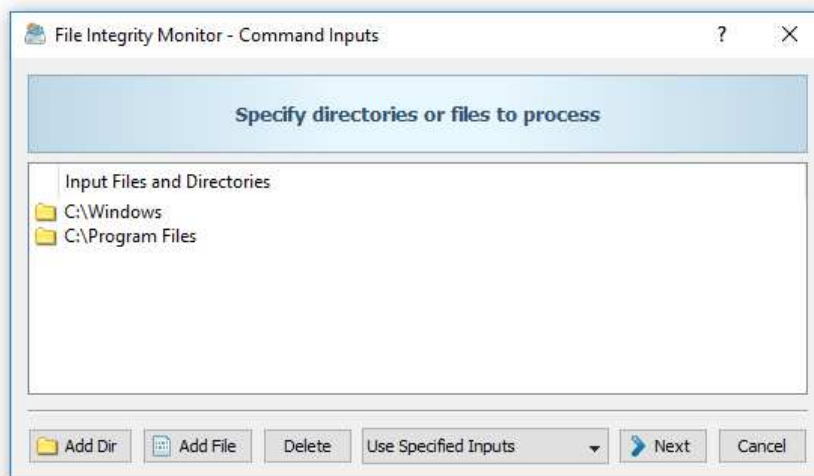 File Integrity Monitor - Command Inputs ?
Specify directories or files to process
Input Files and Directories
C:\Windows
C:\Program Files
Add Dir Add File Delete Use Specified Inputs Next Cancel